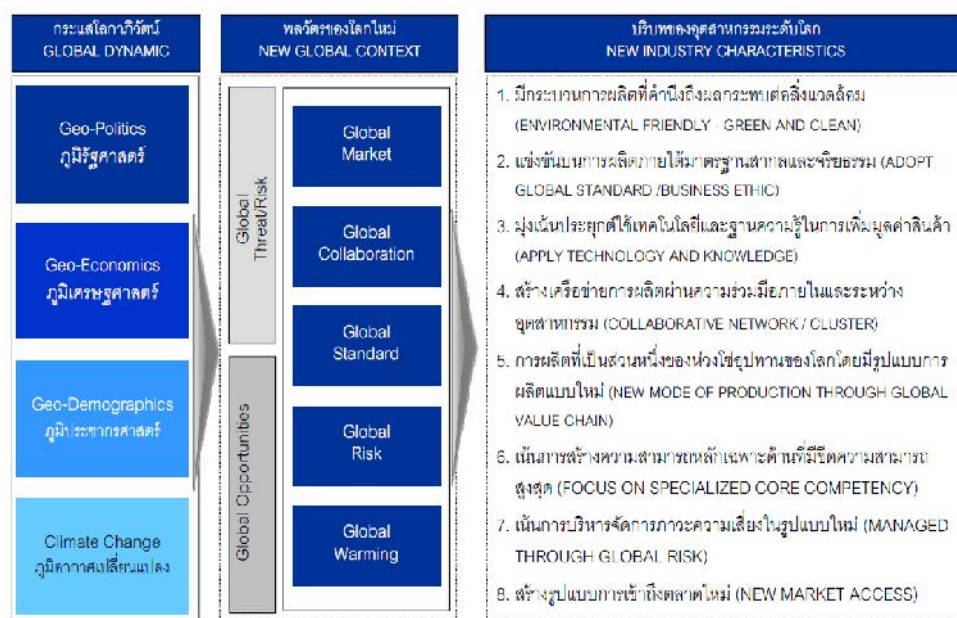 กระแสโลกาภิวัตน์
GLOBAL DYNAMIC
Geo-Politics
ภูมิรัฐศาสตร์
Geo-Economics
ภูมิเศรษฐศาสตร์
Geo-Demographics
ภูมิประชากรศาสตร์
Climate Change
ภูมิอากาศเปลี่ยนแปลง
พลวัตรของโลกใหม่
NEW GLOBAL CONTEXT
Global
Threat/Risk
Global Opportunities
Global
Market
Global
Collaboration
Global
Standard
Global
Risk
Global
Warming
บริบทของอุตสาหกรรมระดับโลก
NEW INDUSTRY CHARACTERISTICS
1. มีกระบวนการผลิตที่คำนึงถึงผลกระทบต่อสิ่งแวดล้อม
(ENVIRONMENTAL FRIENDLY - GREEN AND CLEAN)
2. แข่งขันบนการผลิตภายใต้มาตรฐานสากลและจริยธรรม (ADOPT
GLOBAL STANDARD /BUSINESS ETHIC)
3. มุ่งเน้นประยุกต์ใช้เทคโนโลยีและฐานความรู้ในการเพิ่มมูลค่าสินค้า
(APPLY TECHNOLOGY AND KNOWLEDGE)
4. สร้างเครือข่ายการผลิตผ่านความร่วมมือภายในและระหว่าง
อุตสาหกรรม (COLLABORATIVE NETWORK / CLUSTER)
5. การผลิตที่เป็นส่วนหนึ่งของห่วงโซ่อุปทานของโลกโดยมีรูปแบบการ
ผลิตแบบใหม่ (NEW MODE OF PRODUCTION THROUGH GLOBAL
VALUE CHAIN)
6. เน้นการสร้างความสามารถหลักเฉพาะด้านที่มีขีดความสามารถ
สูงสุด (FOCUS ON SPECIALIZED CORE COMPETENCY)
7. เน้นการบริหารจัดการภาวะความเสี่ยงในรูปแบบใหม่ (MANAGED
THROUGH GLOBAL RISK)
8. สร้างรูปแบบการเข้าถึงตลาดใหม่ (NEW MARKET ACCESS)